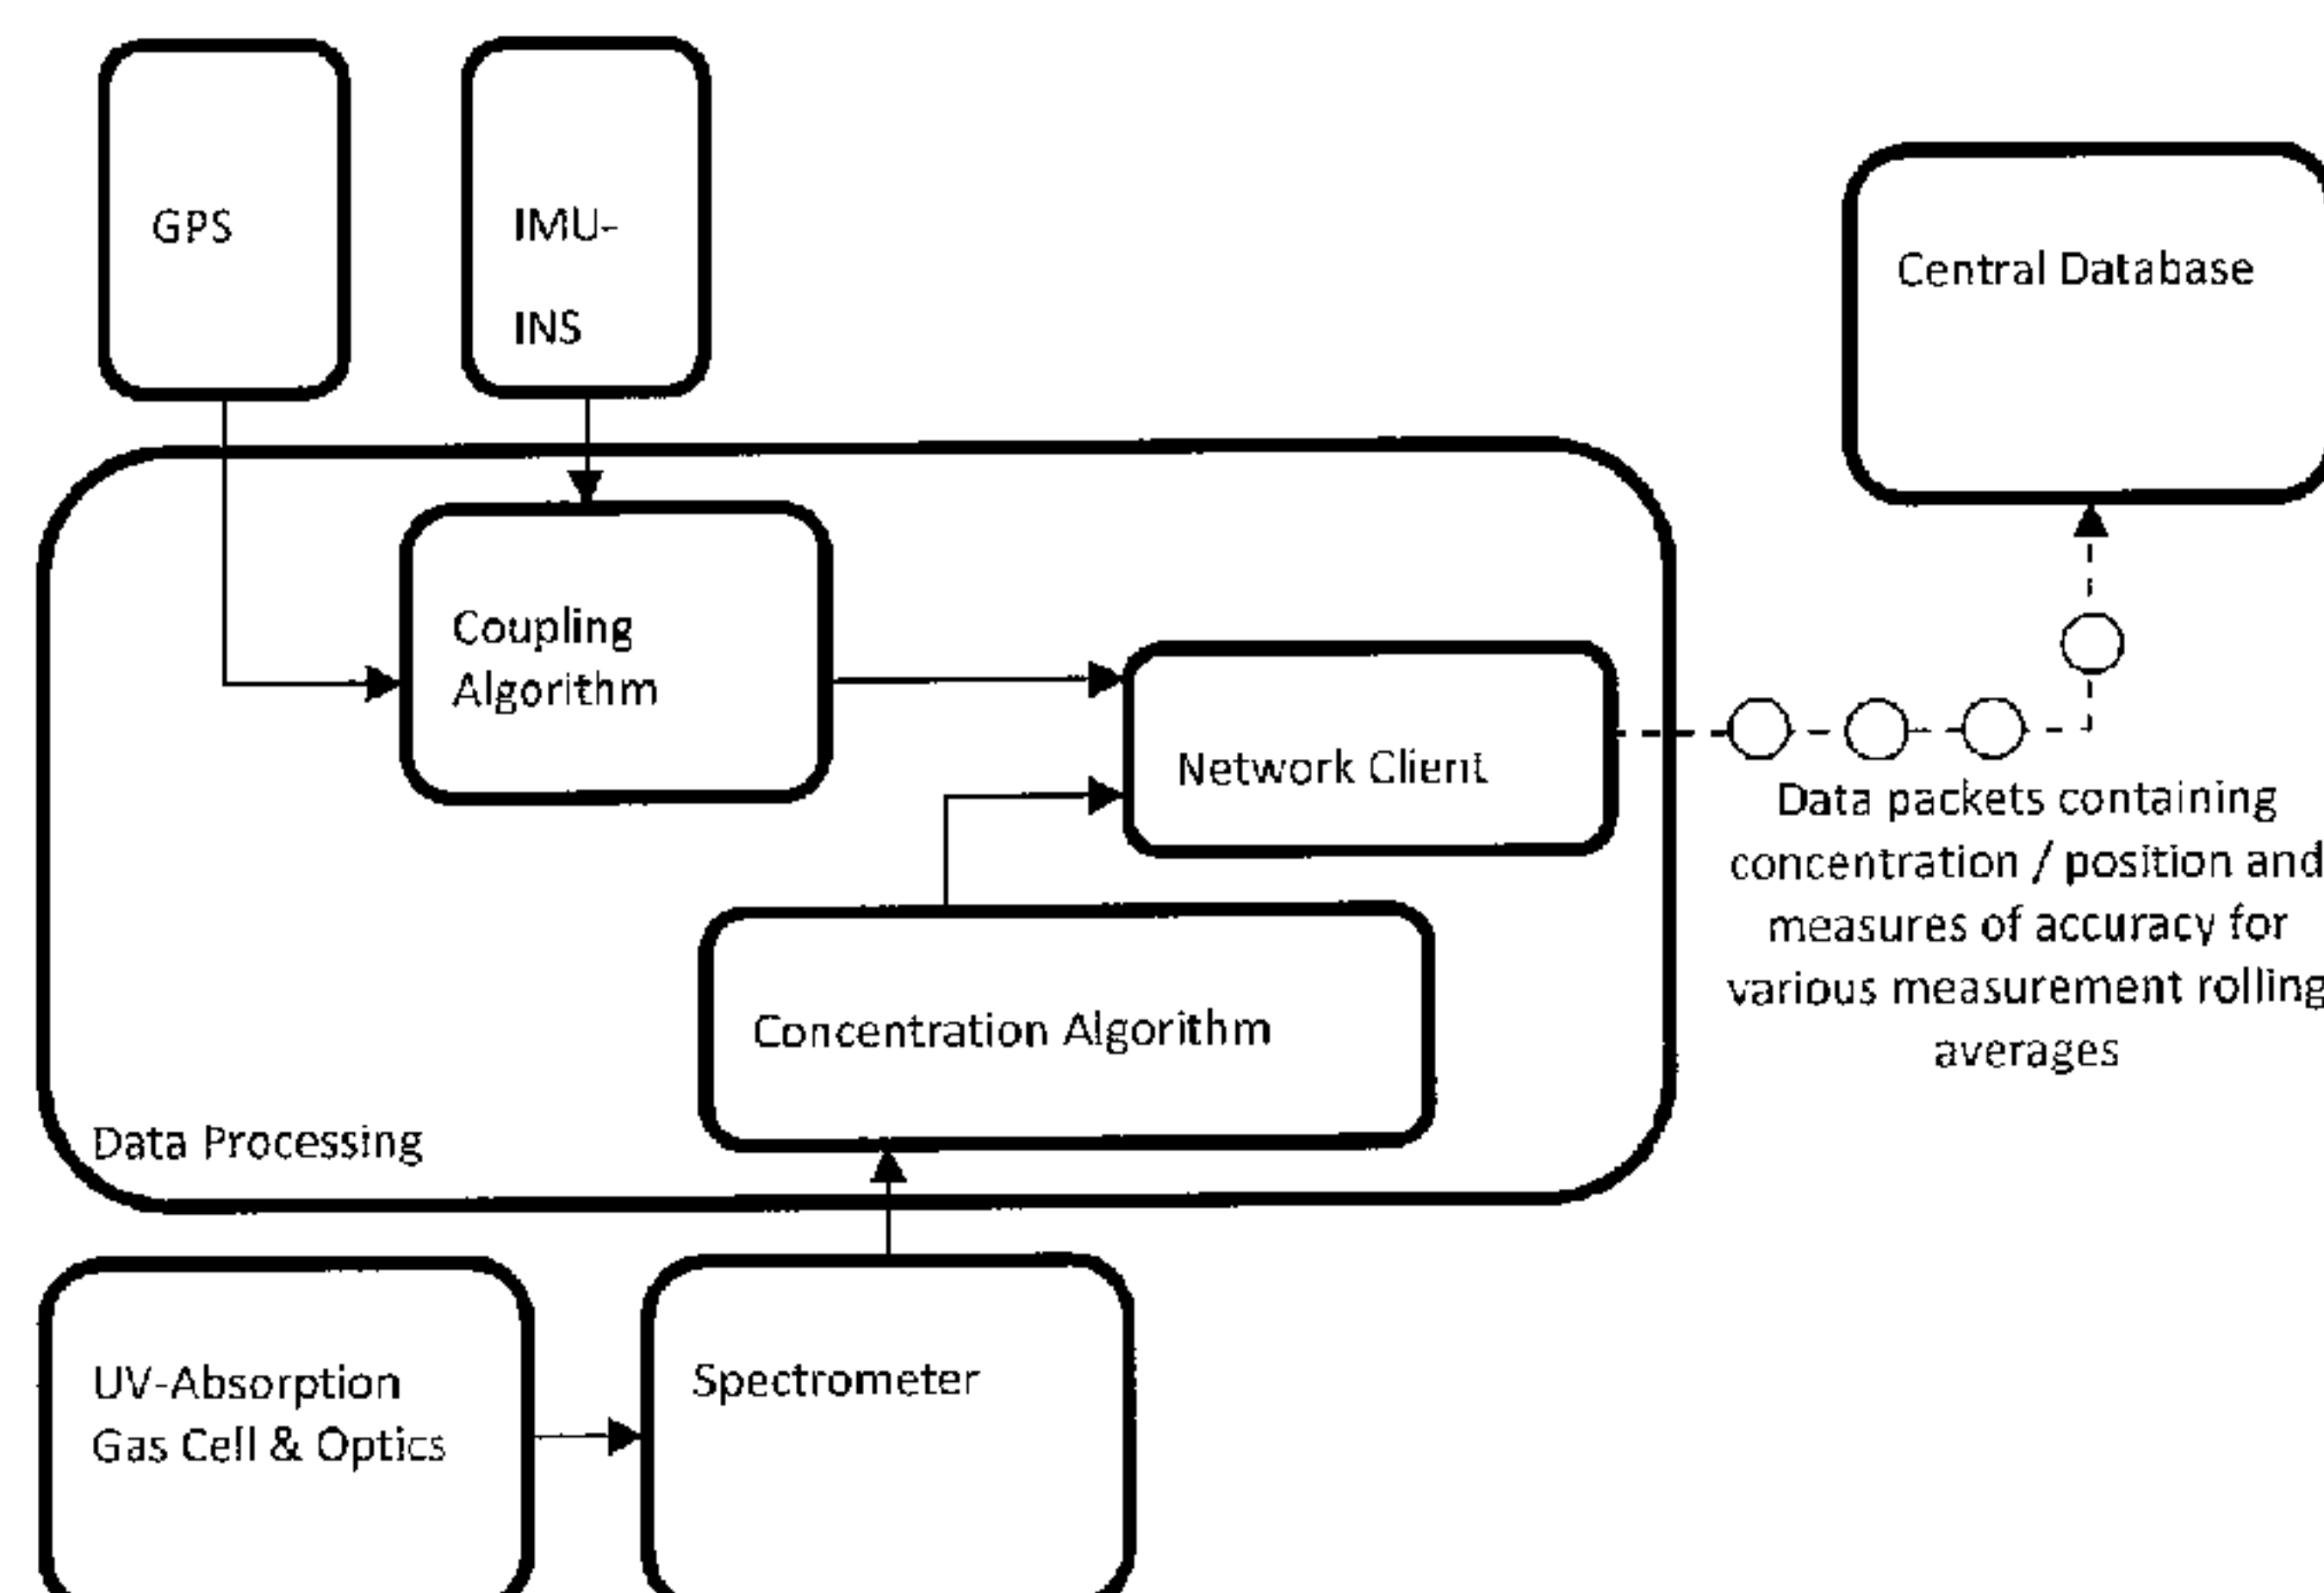 GPS
IMU-
INS
Central Database
Coupling
Algorithm
Network Client
Data packets containing
concentration / position and
measures of accuracy for
various measurement rolling
averages
Concentration Algorithm
Data Processing
UV-Absorption
Gas Cell & Optics
Spectrometer